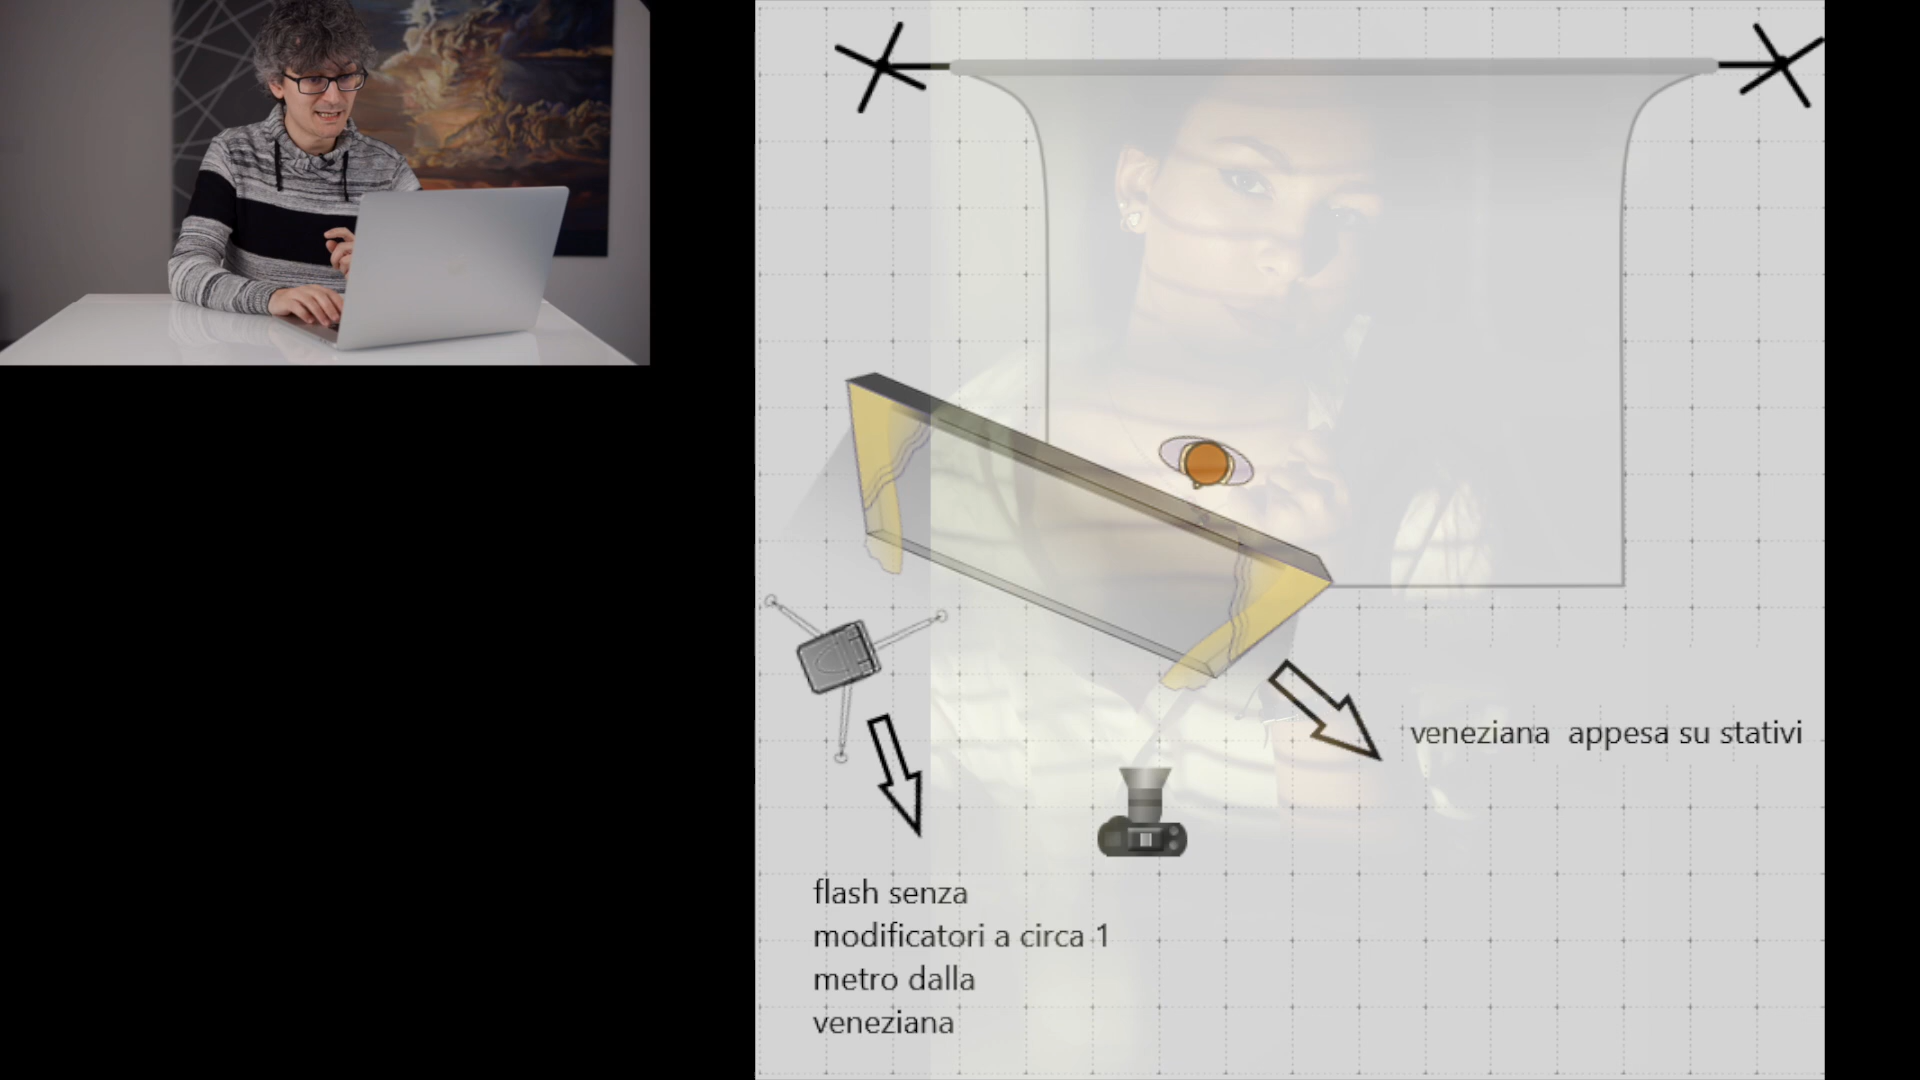 veneziana appesa su stativi
flash senza
modificatori a circa 1
metro dalla
veneziana